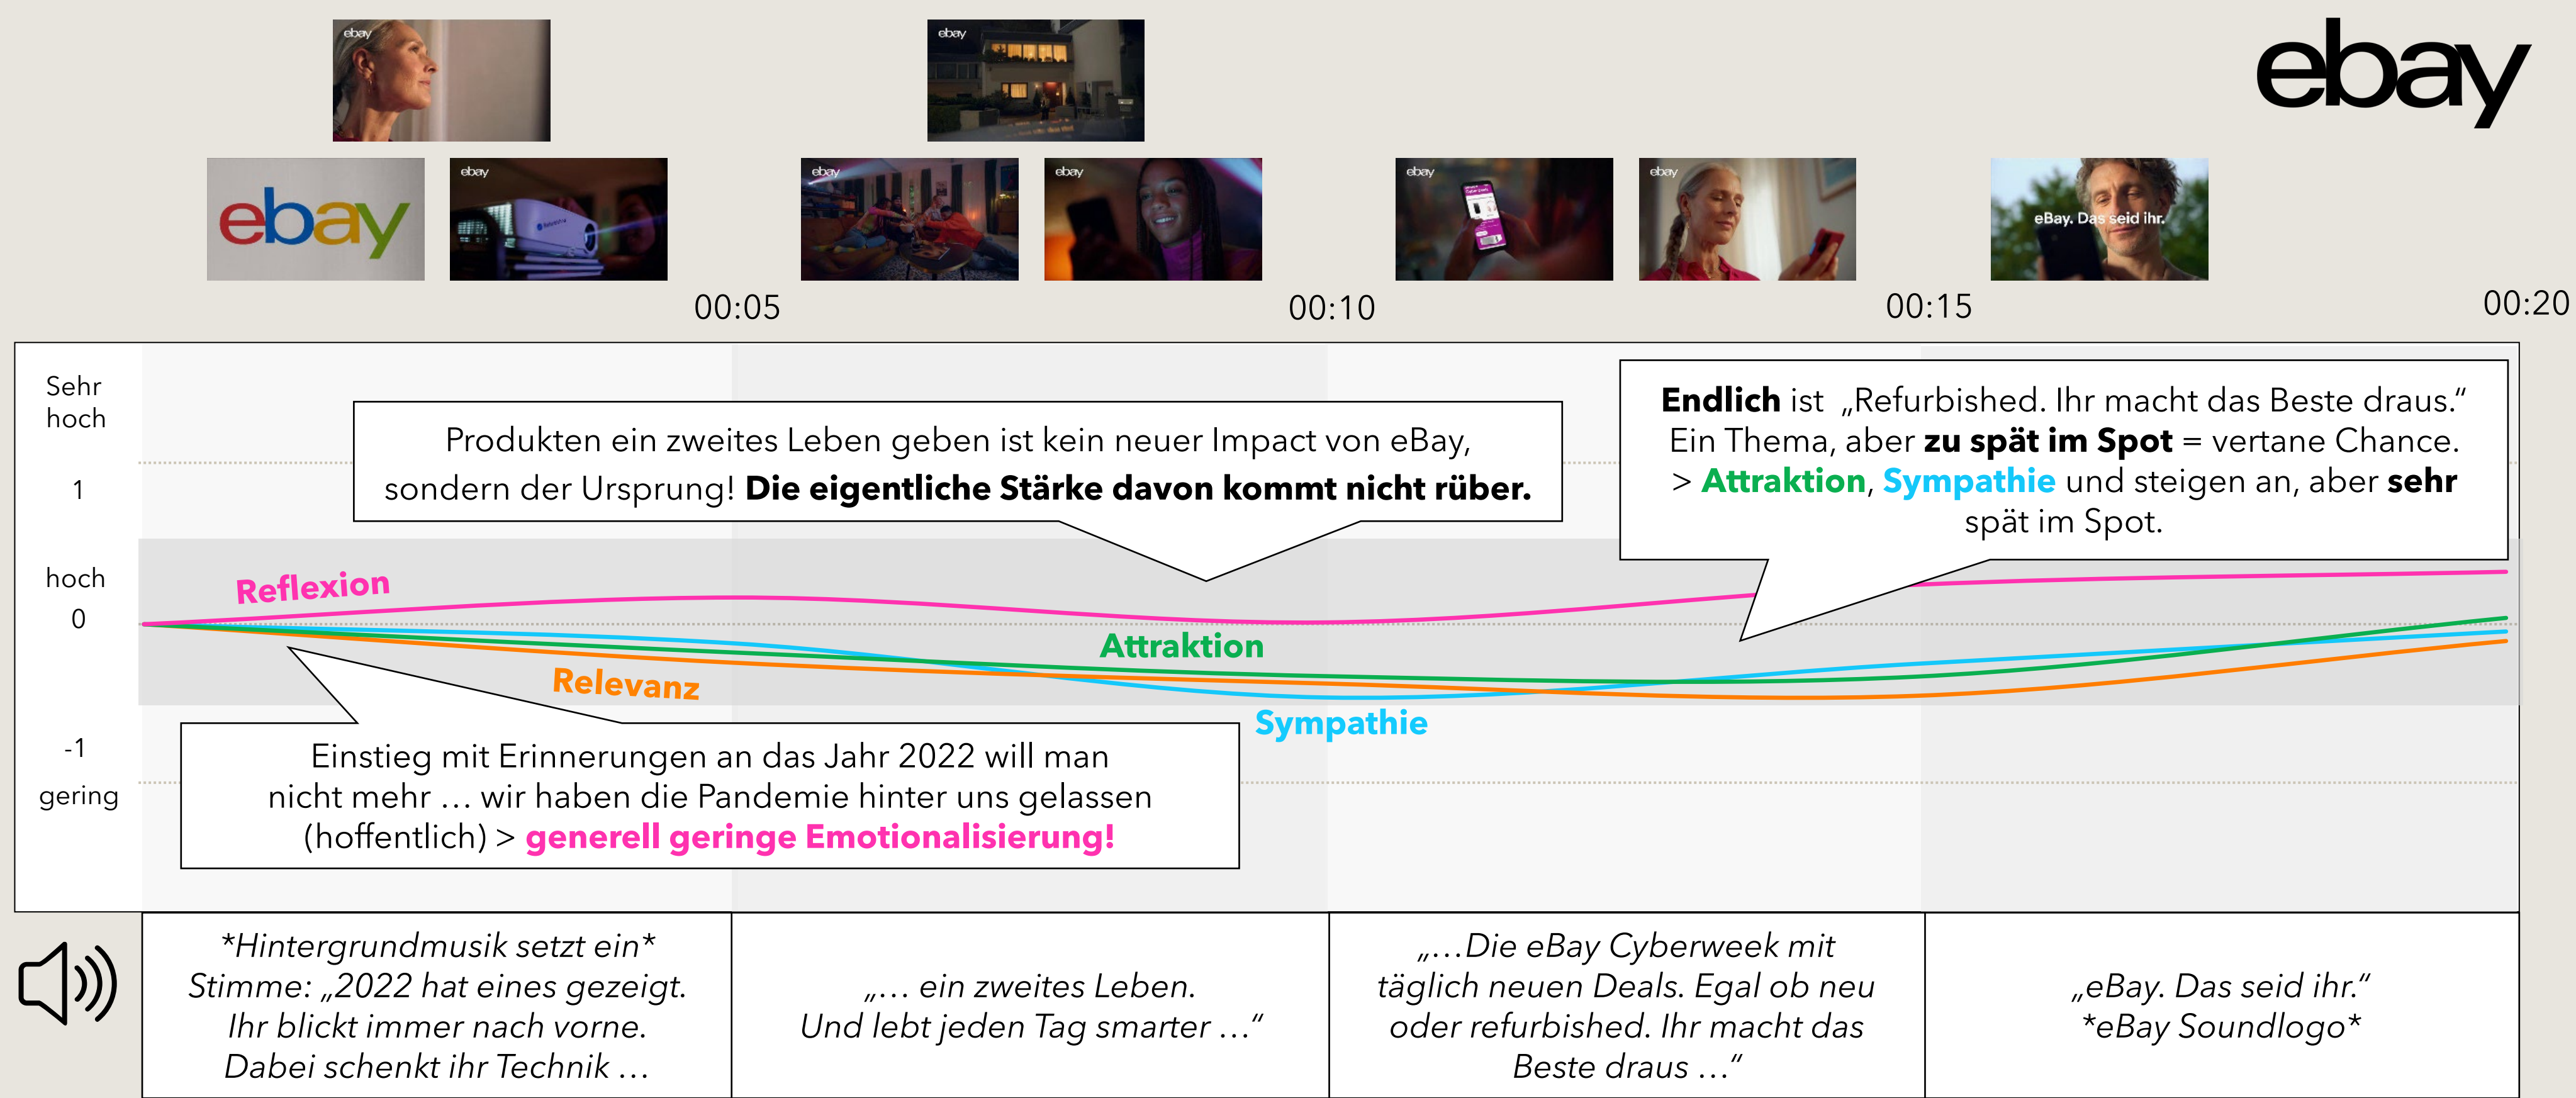 ebay
ebay
ebay
ebay
ebay
ebay
ebay
ebay
ebay
ebay
eBay. Das seid ihr.
00:05
00:10
00:15
00:20
Sehr
hoch
1
hoch
0
-1
gering
Produkten ein zweites Leben geben ist kein neuer Impact von eBay,
sondern der Ursprung! Die eigentliche Stärke davon kommt nicht rüber.
Endlich ist „Refurbished. Ihr macht das Beste draus.“
Ein Thema, aber zu spät im Spot = vertane Chance.
> Attraktion, Sympathie und steigen an, aber sehr
spät im Spot.
Reflexion
Attraktion
Relevanz
Sympathie
Einstieg mit Erinnerungen an das Jahr 2022 will man
nicht mehr … wir haben die Pandemie hinter uns gelassen
(hoffentlich) > generell geringe Emotionalisierung!
*Hintergrundmusik setzt ein*
Stimme: „2022 hat eines gezeigt.
Ihr blickt immer nach vorne.
Dabei schenkt ihr Technik …
„… ein zweites Leben.
Und lebt jeden Tag smarter …“
„…Die eBay Cyberweek mit
täglich neuen Deals. Egal ob neu
oder refurbished. Ihr macht das
Beste draus …“
„eBay. Das seid ihr.“
*eBay Soundlogo*